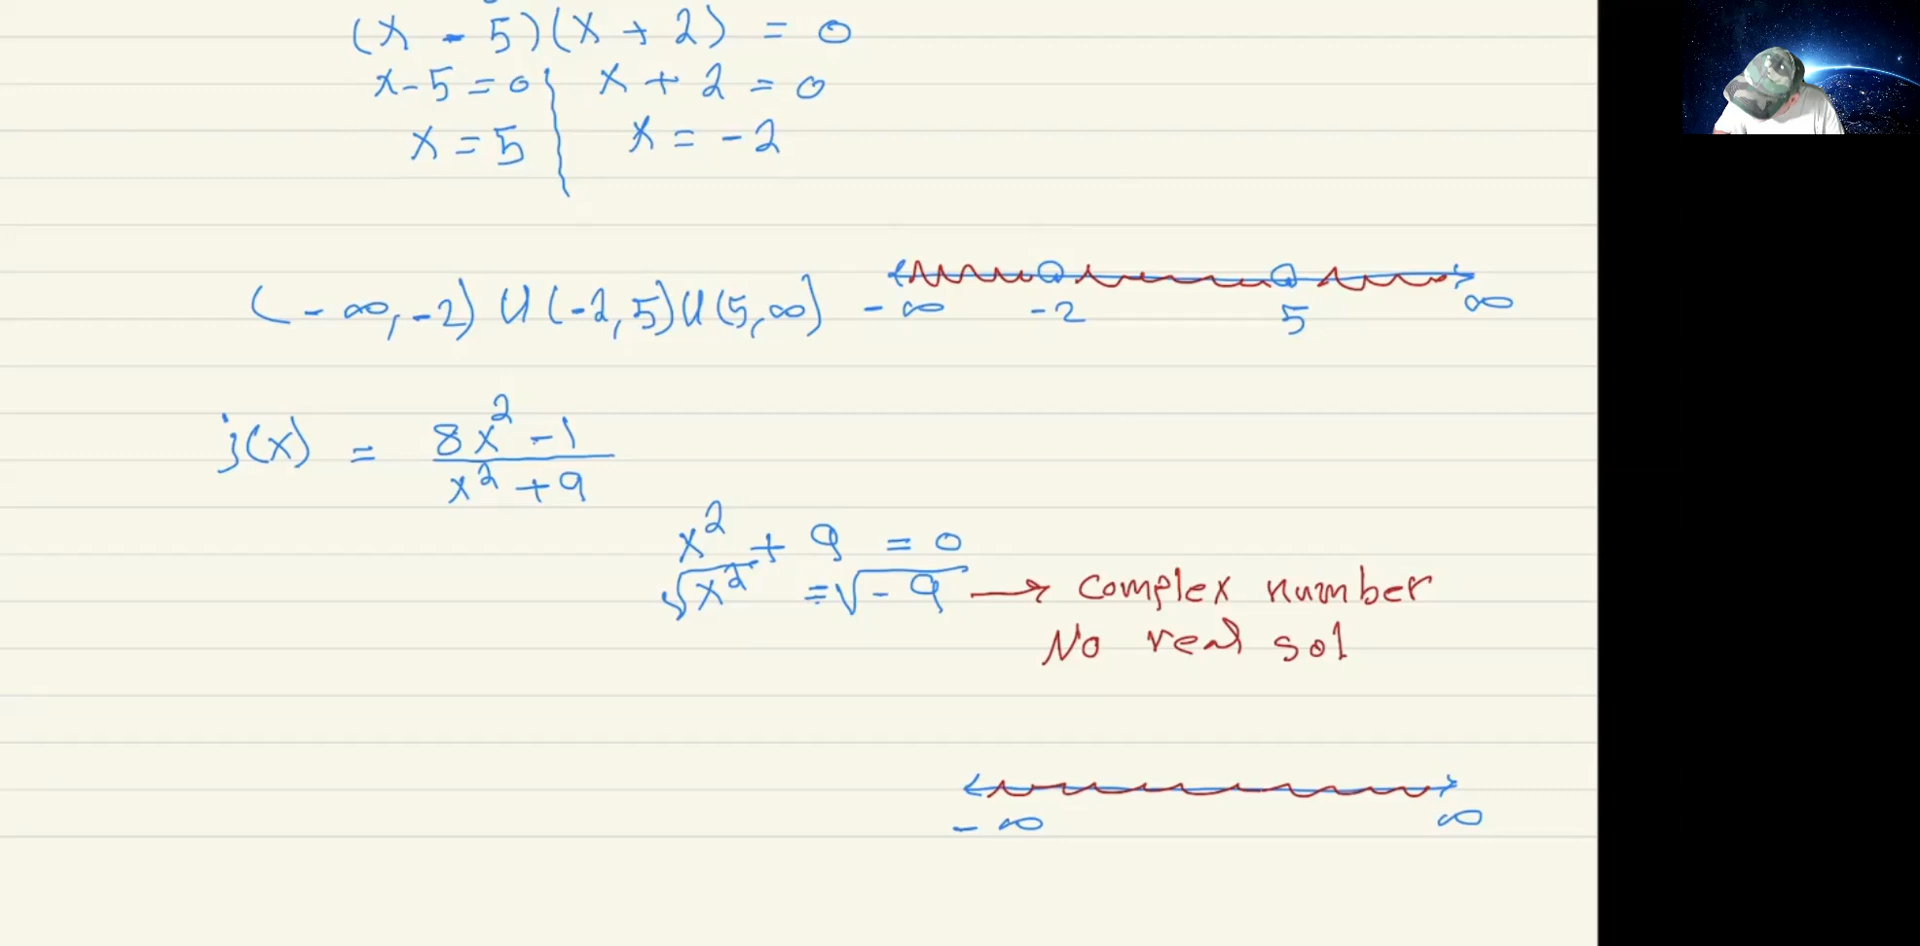 (x - 5)(x + 2) = 0
x - 5 = 0 | x + 2 = 0
x = 5 | x = -2
(-∞, -2) U (-2, 5) U (5, ∞)
-∞ -2 5 ∞
j(x) = (8x² - 1)/(x² + 9)
x² + 9 = 0
√x² = √-9 → complex number
No real sol
-∞ ∞